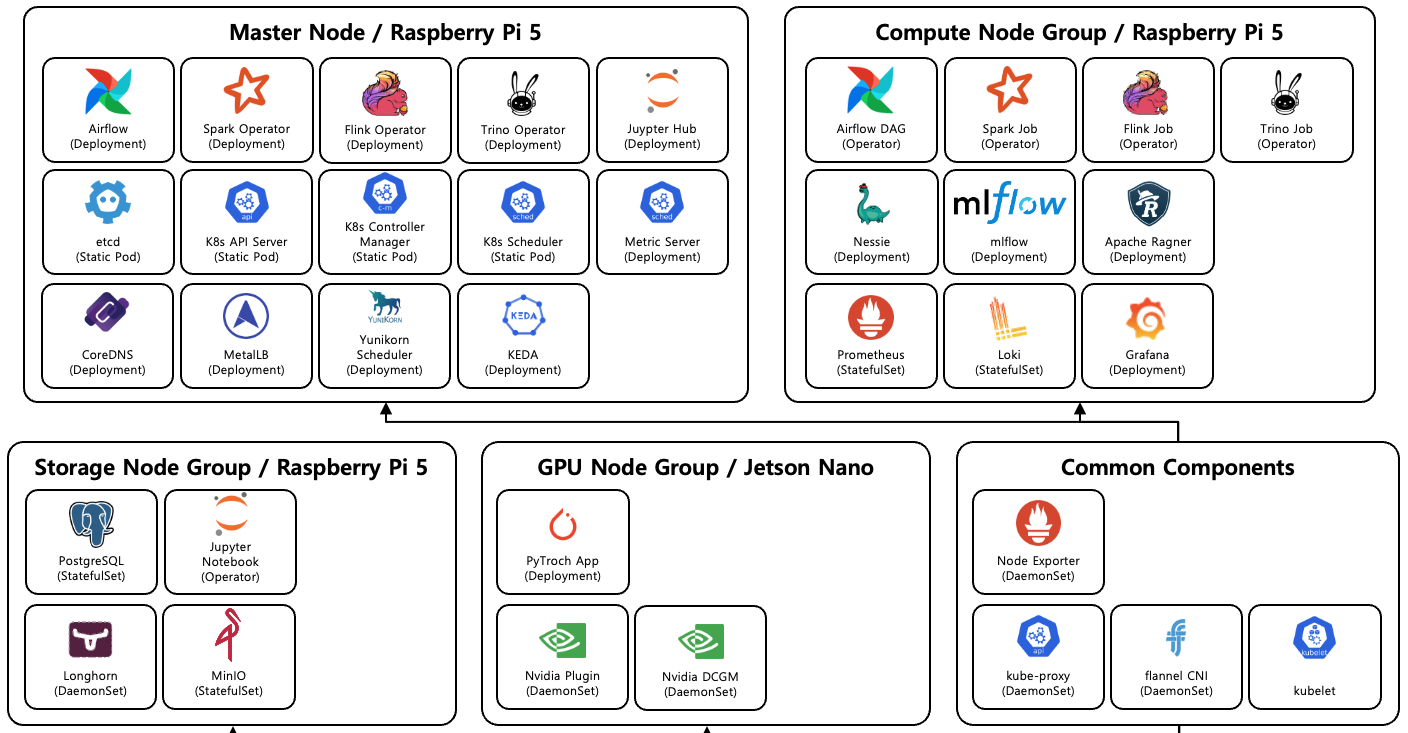 Master Node / Raspberry Pi 5
Airflow
(Deployment)
Spark Operator
(Deployment)
Flink Operator
(Deployment)
Trino Operator
(Deployment)
Juypter Hub
(Deployment)
etcd
(Static Pod)
api
K8s API Server
(Static Pod)
c-m
K8s Controller
Manager
(Static Pod)
sched
K8s Scheduler
(Static Pod)
sched
Metric Server
(Deployment)
CoreDNS
(Deployment)
MetalLB
(Deployment)
YUNIKORN
Yunikorn
Scheduler
(Deployment)
KEDA
KEDA
(Deployment)
Compute Node Group / Raspberry Pi 5
Airflow DAG
(Operator)
Spark Job
(Operator)
Flink Job
(Operator)
Trino Job
(Operator)
Nessie
(Deployment)
mlflow
mlflow
(Deployment)
R
Apache Ragner
(Deployment)
Prometheus
(StatefulSet)
Loki
(StatefulSet)
Grafana
(Deployment)
Storage Node Group / Raspberry Pi 5
PostgreSQL
(StatefulSet)
Jupyter
Notebook
(Operator)
Longhorn
(DaemonSet)
MinIO
(StatefulSet)
GPU Node Group / Jetson Nano
PyTroch App
(Deployment)
Nvidia Plugin
(DaemonSet)
Nvidia DCGM
(DaemonSet)
Common Components
Node Exporter
(DaemonSet)
api
kube-proxy
(DaemonSet)
flannel CNI
(DaemonSet)
kubelet
kubelet